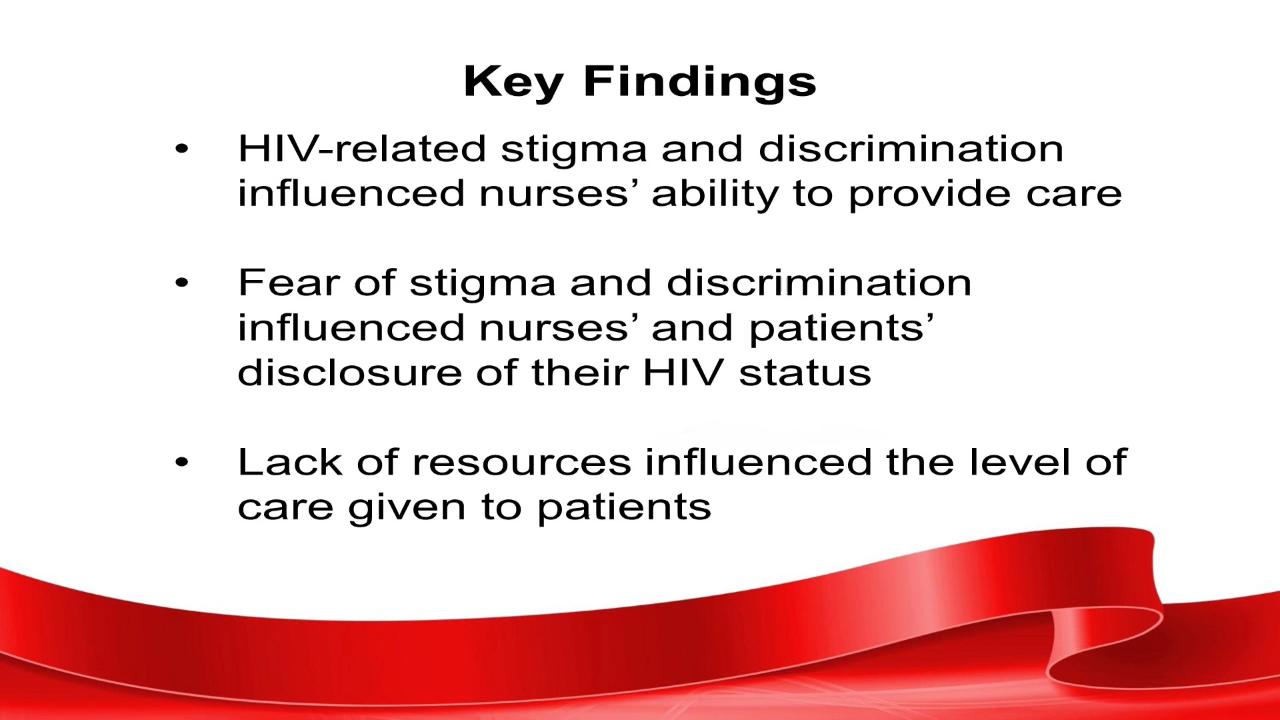 Key Findings
• HIV-related stigma and discrimination
influenced nurses’ ability to provide care
• Fear of stigma and discrimination
influenced nurses’ and patients’
disclosure of their HIV status
• Lack of resources influenced the level of
care given to patients